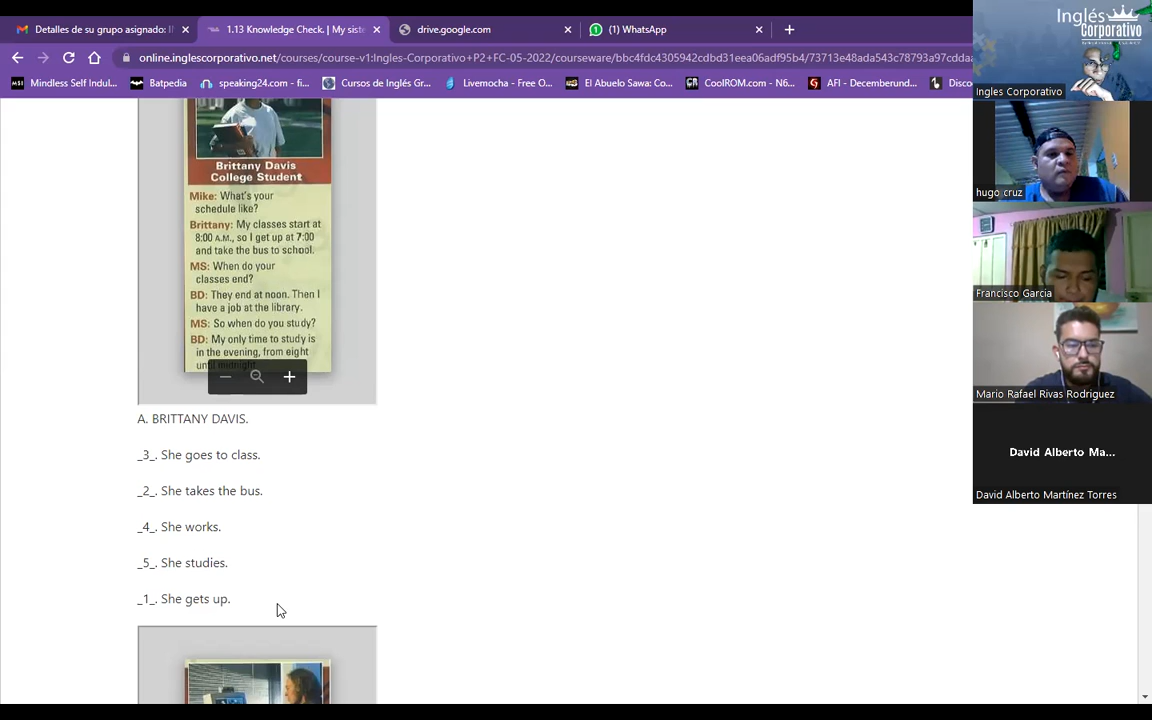 Detalles de su grupo asignado: I
1.13 Knowledge Check. | My siste
drive.google.com
(1) WhatsApp
online.inglescorporativo.net/courses/course-v1:Ingles-Corporativo+P2+FC-05-2022/courseware/bbc4fdc4305942cdbd31eea06adf95b4/73713e48ada543c78793a97cddaa
Mindless Self Indul...
Batpedia
speaking24.com – fi...
Cursos de Inglés Gr...
Livemocha - Free O...
El Abuelo Sawa: Co...
CoolROM.com - N6...
AFI - Decemberund...
Disco
Brittany Davis
College Student
Mike: What's your
schedule like?
Brittany: My classes start at
8:00 A.M., so I get up at 7:00
and take the bus to school.
MS: When do your
classes end?
BD: They end at noon. Then I
have a job at the library.
MS: So when do you study?
BD: My only time to study is
in the evening, from eight
until midnight.
A. BRITTANY DAVIS.
_3_. She goes to class.
_2_. She takes the bus.
_4_. She works.
_5_. She studies.
_1_. She gets up.
Inglés
Corporativo
Ingles Corporativo
hugo cruz
Francisco Garcia
Mario Rafael Rivas Rodriguez
David Alberto Ma...
David Alberto Martínez Torres